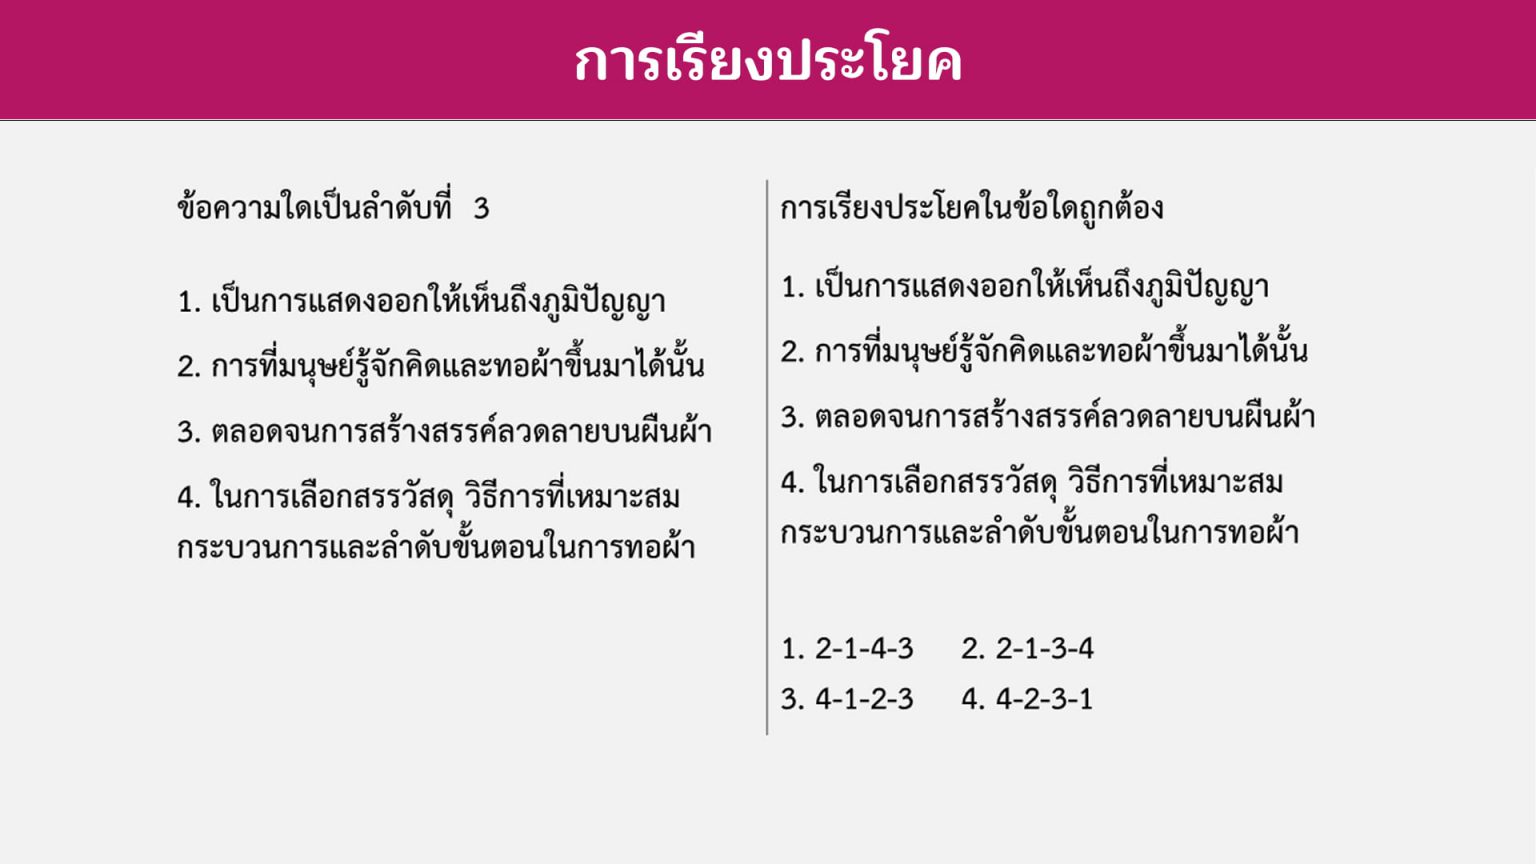 การเรียงประโยค
ข้อความใดเป็นลำดับที่ 3
1. เป็นการแสดงออกให้เห็นถึงภูมิปัญญา
2. การที่มนุษย์รู้จักคิดและทอผ้าขึ้นมาได้นั้น
3. ตลอดจนการสร้างสรรค์ลวดลายบนผืนผ้า
4. ในการเลือกสรรวัสดุ วิธีการที่เหมาะสม
กระบวนการและลำดับขั้นตอนในการทอผ้า
การเรียงประโยคในข้อใดถูกต้อง
1. เป็นการแสดงออกให้เห็นถึงภูมิปัญญา
2. การที่มนุษย์รู้จักคิดและทอผ้าขึ้นมาได้นั้น
3. ตลอดจนการสร้างสรรค์ลวดลายบนผืนผ้า
4. ในการเลือกสรรวัสดุ วิธีการที่เหมาะสม
กระบวนการและลำดับขั้นตอนในการทอผ้า
1. 2-1-4-3 2. 2-1-3-4
3. 4-1-2-3 4. 4-2-3-1